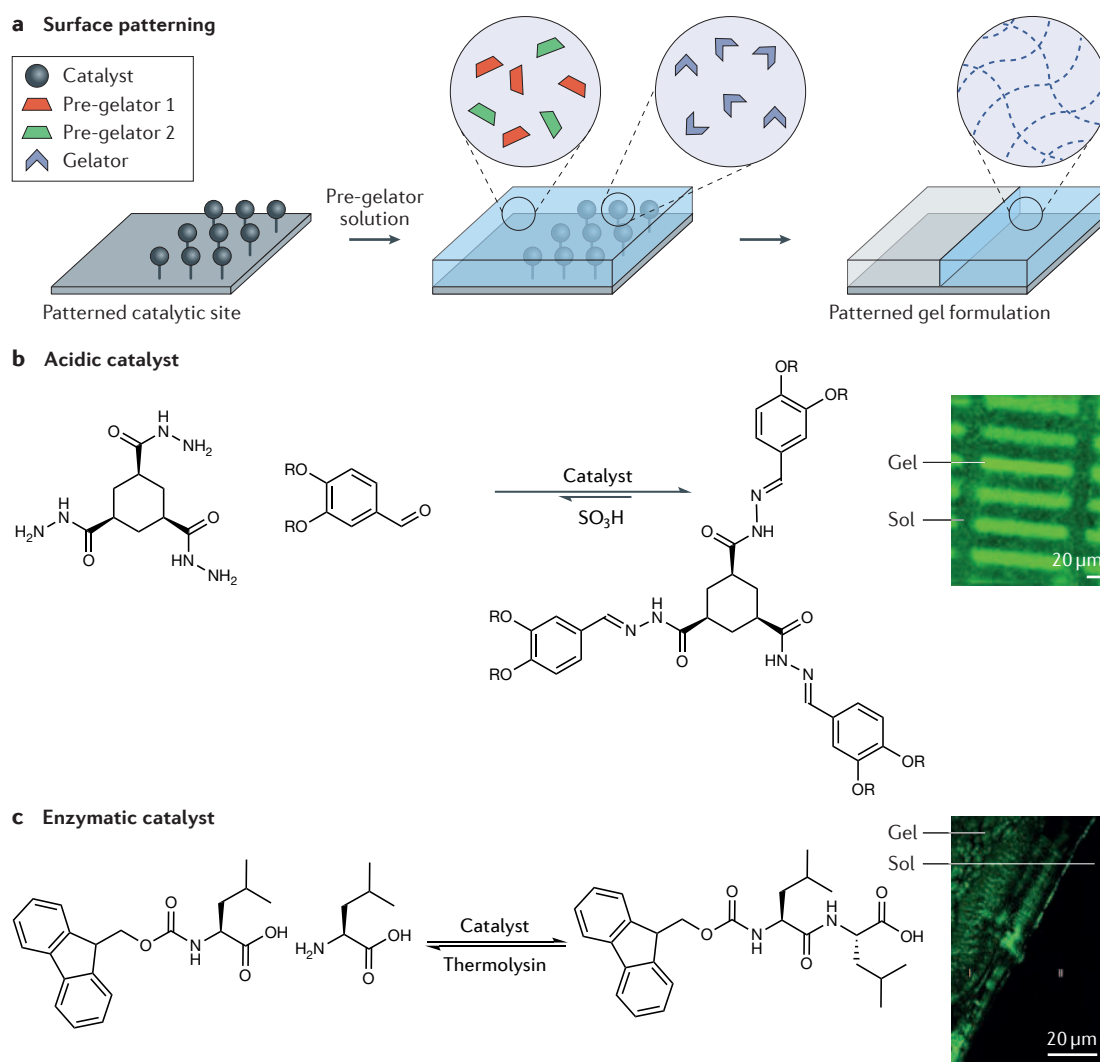 a Surface patterning
Catalyst
Pre-gelator 1
Pre-gelator 2
Gelator
Pre-gelator
solution
Patterned catalytic site
Patterned gel formulation
b Acidic catalyst
O
H
N
NH₂
H₂N
H
N
N
H
O
O
HN
NH₂
RO
RO
O
Catalyst
SO₃H
OR
OR
N
NH
O
RO
RO
N
H
N
O
O
HN
N
OR
OR
Gel
Sol
20 µm
c Enzymatic catalyst
O
O
N
H
OH
O
H₂N
OH
O
Catalyst
Thermolysin
O
O
N
H
O
H
N
O
OH
Gel
Sol
I
II
20 µm